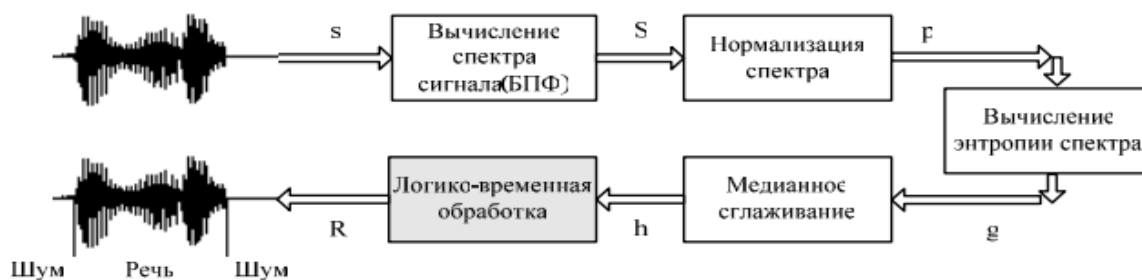 s
Вычисление
спектра
сигнала(БПФ)
S
Нормализация
спектра
p
Вычисление
энтропии спектра
g
Медианное
сглаживание
h
Логико-временная
обработка
R
Шум Речь Шум